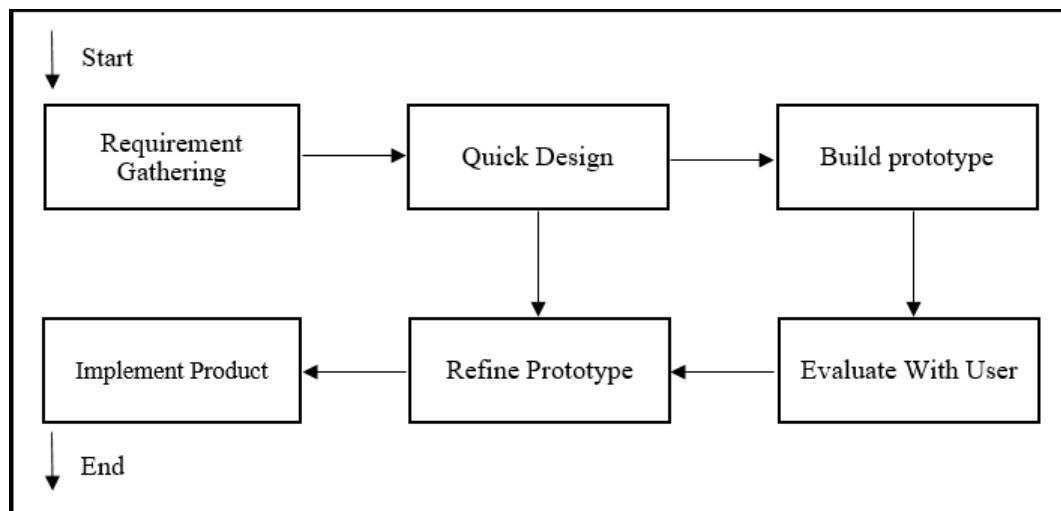 Start
Requirement
Gathering
Quick Design
Build prototype
Implement Product
Refine Prototype
Evaluate With User
End